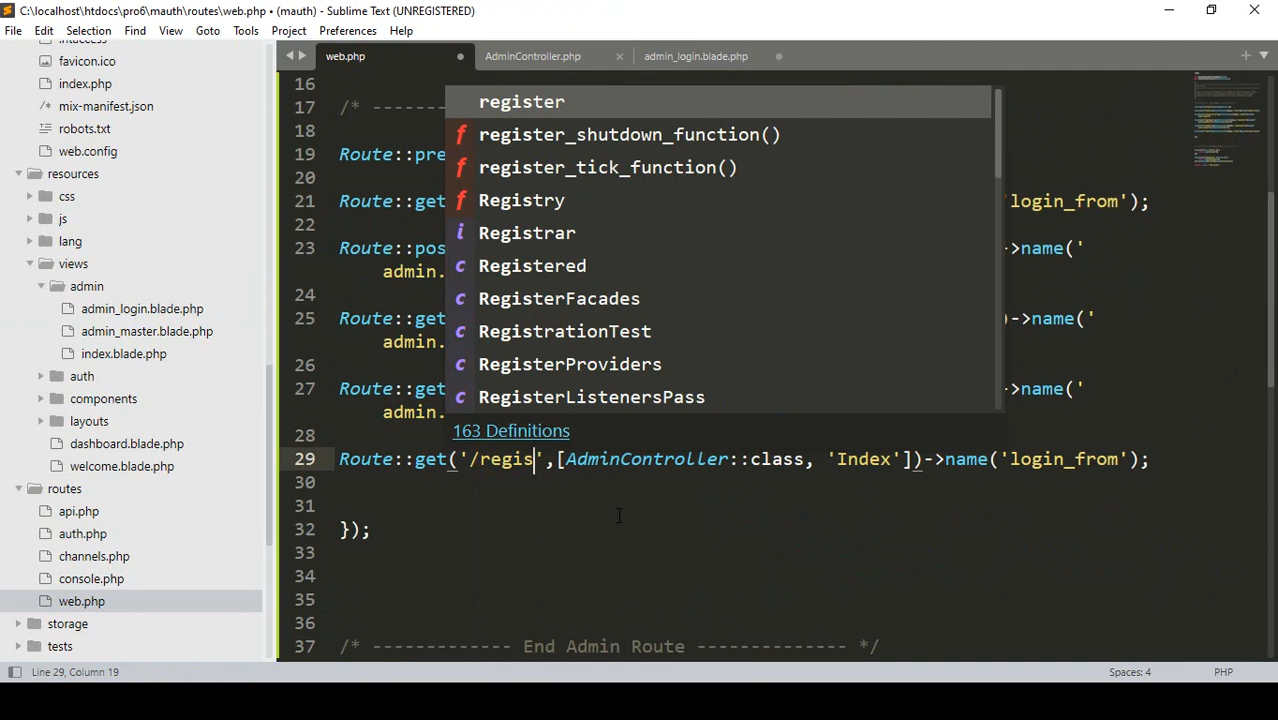 C:\localhost\htdocs\pro6\mauth\routes\web.php • (mauth) - Sublime Text (UNREGISTERED)
File Edit Selection Find View Goto Tools Project Preferences Help
web.php AdminController.php admin_login.blade.php
.htaccess
favicon.ico
index.php
mix-manifest.json
robots.txt
web.config
resources
css
js
lang
views
admin
admin_login.blade.php
admin_master.blade.php
index.blade.php
auth
components
layouts
dashboard.blade.php
welcome.blade.php
routes
api.php
auth.php
channels.php
console.php
web.php
storage
tests
16
17 /* -------
18
19 Route::pre
20
21 Route::get 'login_from');
22
23 Route::pos >name('
admin.
24
25 Route::get )->name('
admin.
26
27 Route::get >name('
admin.
28
29 Route::get('/regis',[AdminController::class, 'Index'])->name('login_from');
30
31
32 });
33
34
35
36
37 /* ------------- End Admin Route -------------- */
register
f register_shutdown_function()
f register_tick_function()
f Registry
i Registrar
c Registered
c RegisterFacades
c RegistrationTest
c RegisterProviders
c RegisterListenersPass
163 Definitions
Line 29, Column 19 Spaces: 4 PHP